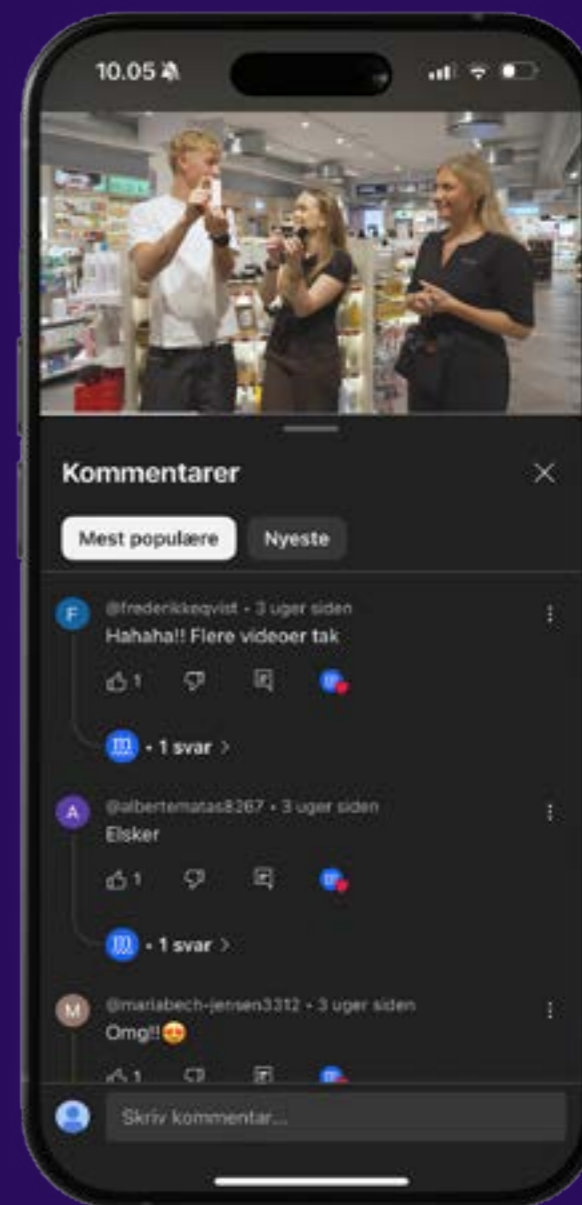 10.05
Kommentarer
Mest populære
Nyeste
F
@frederikkeqvist • 3 uger siden
Hahaha!! Flere videoer tak
1
• 1 svar >
A
@albertematas8267 • 3 uger siden
Elsker
1
• 1 svar >
M
@mariabech-jensen3312 • 3 uger siden
Omg!!😍
1
Skriv kommentar...